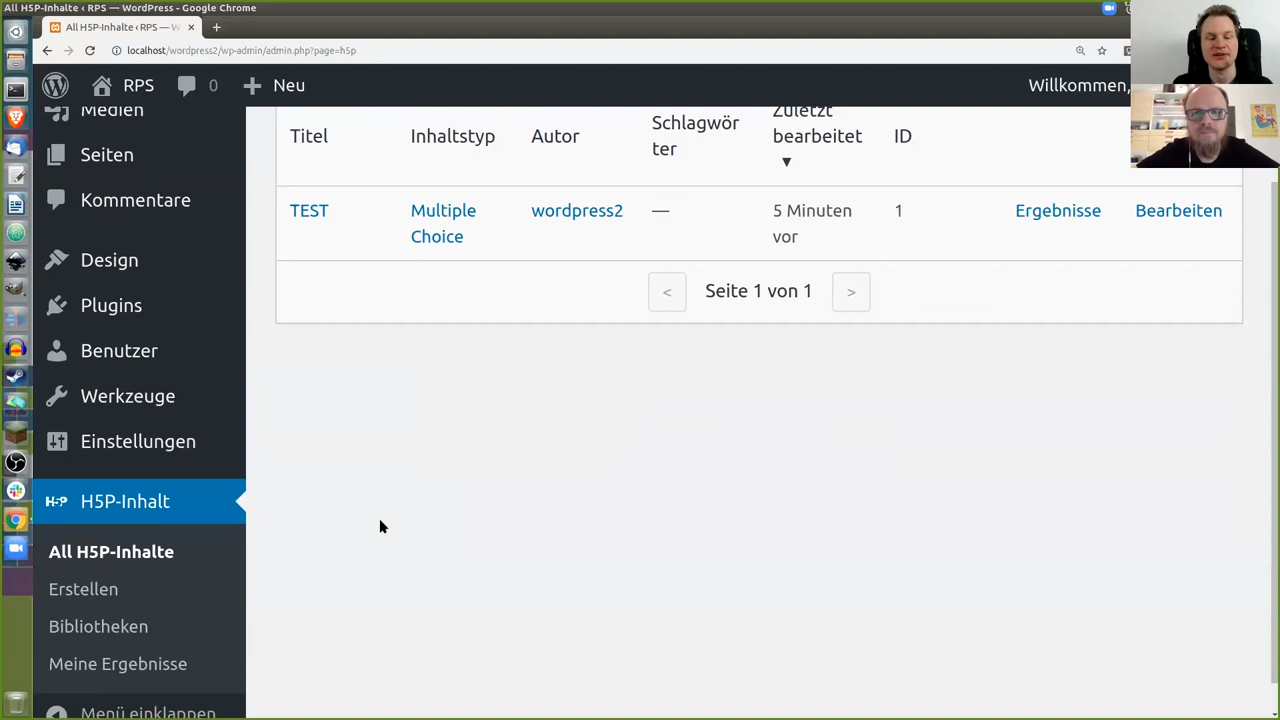 All H5P-Inhalte ‹ RPS — WordPress - Google Chrome
All H5P-Inhalte ‹ RPS — W
localhost/wordpress2/wp-admin/admin.php?page=h5p
RPS
0
Neu
Willkommen,
Medien
Seiten
Kommentare
Design
Plugins
Benutzer
Werkzeuge
Einstellungen
H5P H5P-Inhalt
All H5P-Inhalte
Erstellen
Bibliotheken
Meine Ergebnisse
Menü einklappen
Titel
Inhaltstyp
Autor
Schlagwör
ter
Zuletzt
bearbeitet
▼
ID
TEST
Multiple
Choice
wordpress2
—
5 Minuten
vor
1
Ergebnisse
Bearbeiten
<
Seite 1 von 1
>